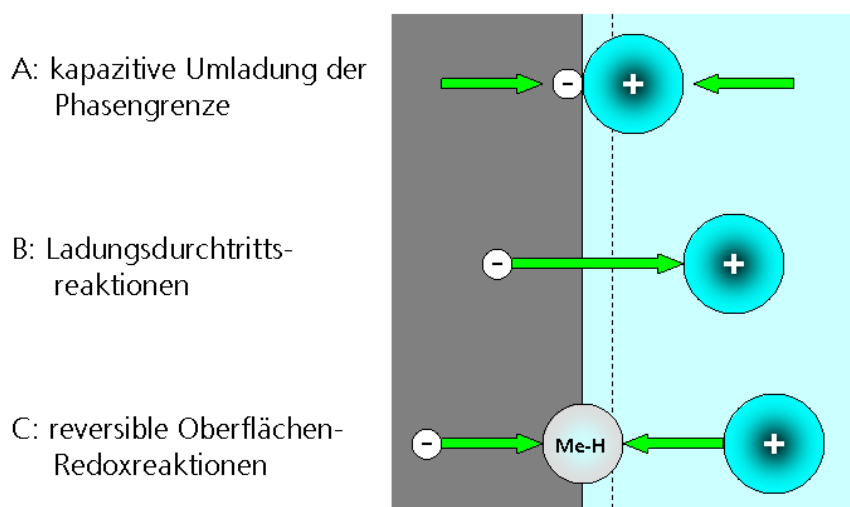 A: kapazitive Umladung der
Phasengrenze
- +
B: Ladungsdurchtritts-
reaktionen
- +
C: reversible Oberflächen-
Redoxreaktionen
- Me-H +